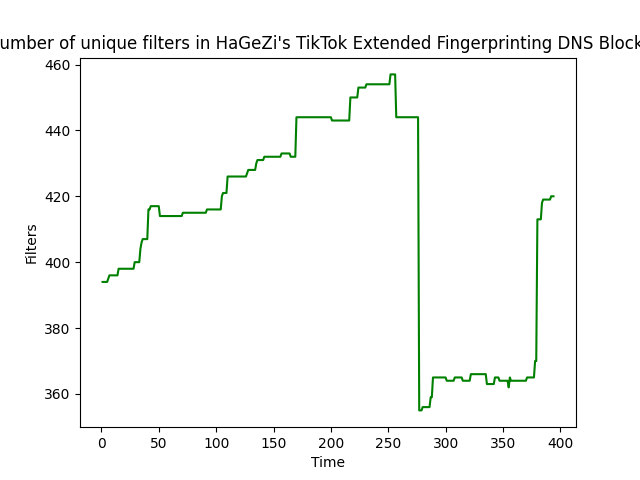 umber of unique filters in HaGeZi's TikTok Extended Fingerprinting DNS Block
460
440
420
400
380
360
Filters
0 50 100 150 200 250 300 350 400
Time